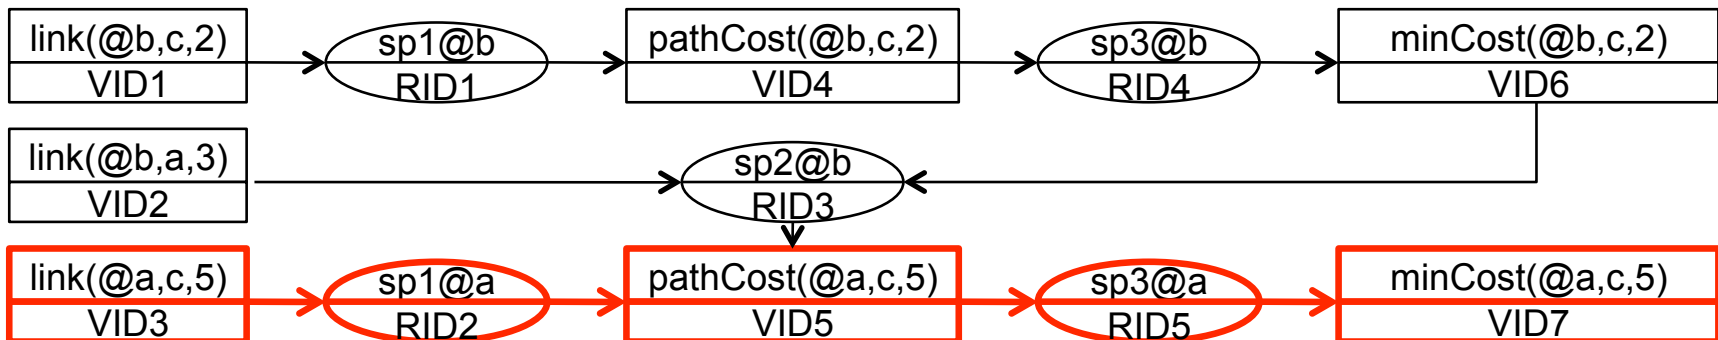 link(@b,c,2) sp1@b pathCost(@b,c,2) sp3@b minCost(@b,c,2)
VID1 RID1 VID4 RID4 VID6
link(@b,a,3) sp2@b
VID2 RID3
link(@a,c,5) sp1@a pathCost(@a,c,5) sp3@a minCost(@a,c,5)
VID3 RID2 VID5 RID5 VID7